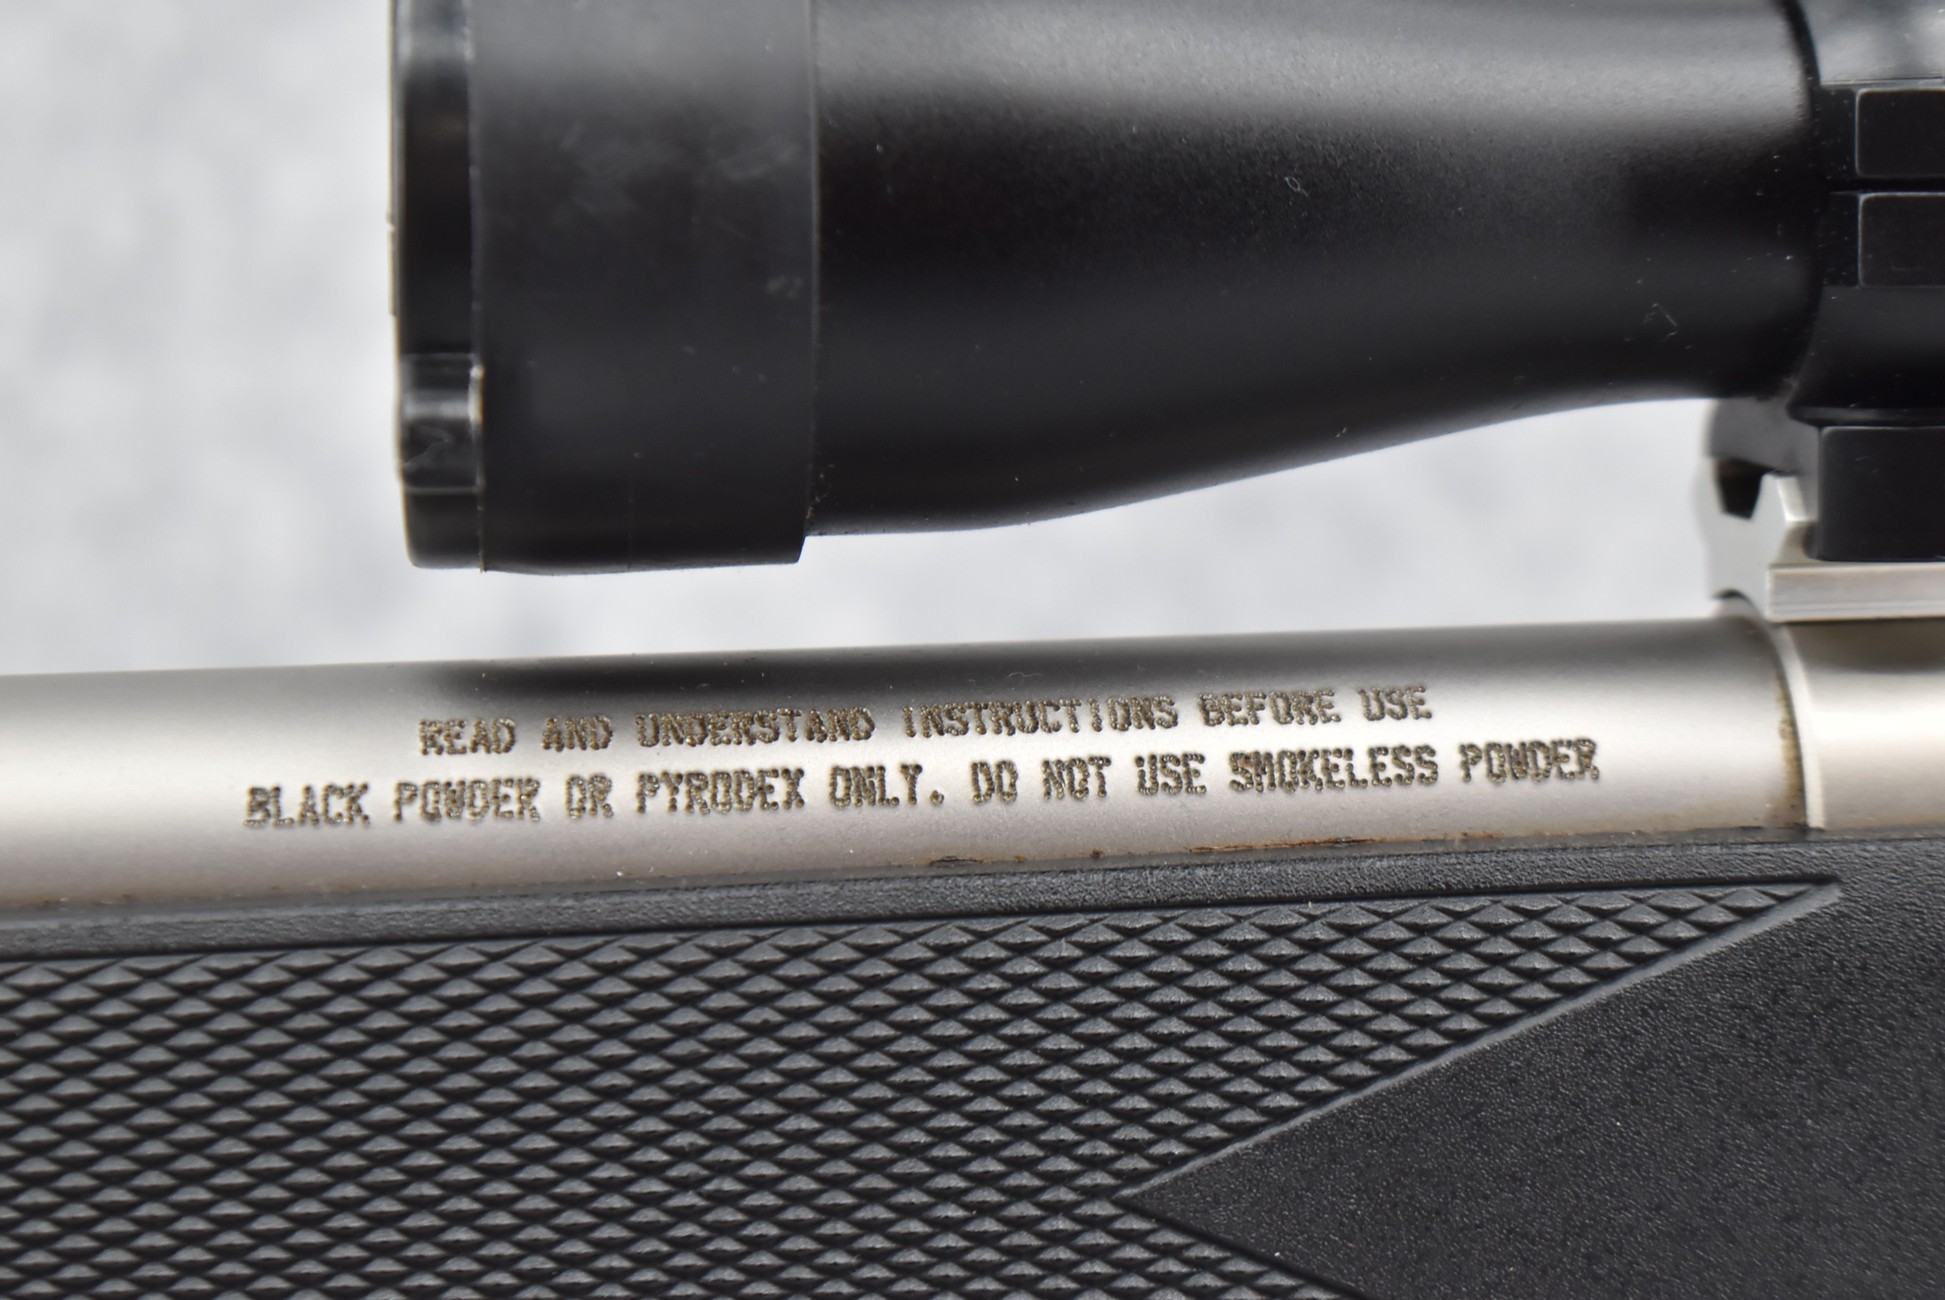 READ AND UNDERSTAND INSTRUCTIONS BEFORE USE
BLACK POWDER OR PYRODEX ONLY. DO NOT USE SMOKELESS POWDER